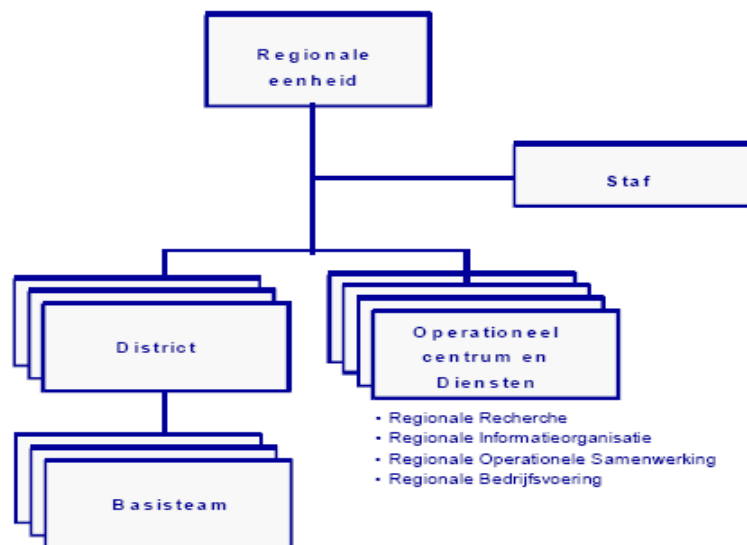 Regionale
eenheid
Staf
District
Operationeel
centrum en
Diensten
• Regionale Recherche
• Regionale Informatieorganisatie
• Regionale Operationele Samenwerking
• Regionale Bedrijfsvoering
Basisteam